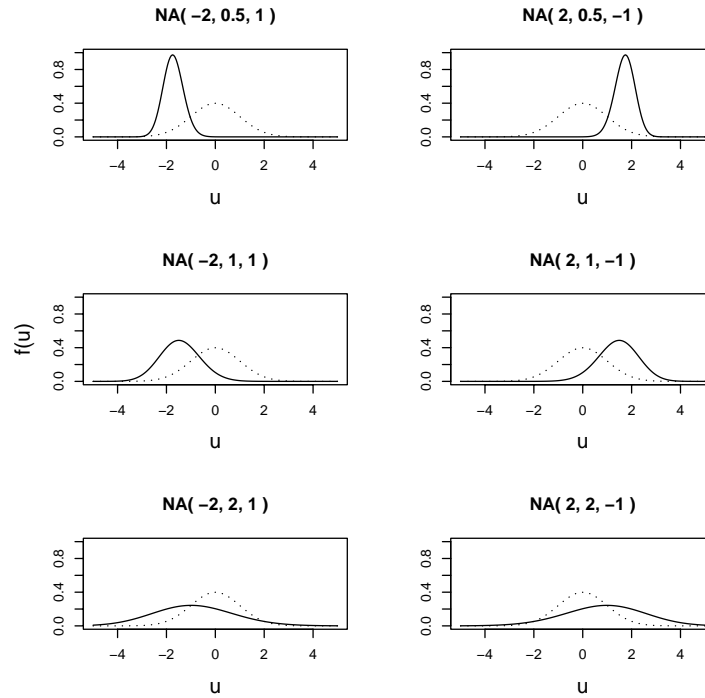 NA( −2, 0.5, 1 )
0.0 0.4 0.8
−4 −2 0 2 4
u
NA( 2, 0.5, −1 )
0.0 0.4 0.8
−4 −2 0 2 4
u
NA( −2, 1, 1 )
f(u)
0.0 0.4 0.8
−4 −2 0 2 4
u
NA( 2, 1, −1 )
0.0 0.4 0.8
−4 −2 0 2 4
u
NA( −2, 2, 1 )
0.0 0.4 0.8
−4 −2 0 2 4
u
NA( 2, 2, −1 )
0.0 0.4 0.8
−4 −2 0 2 4
u